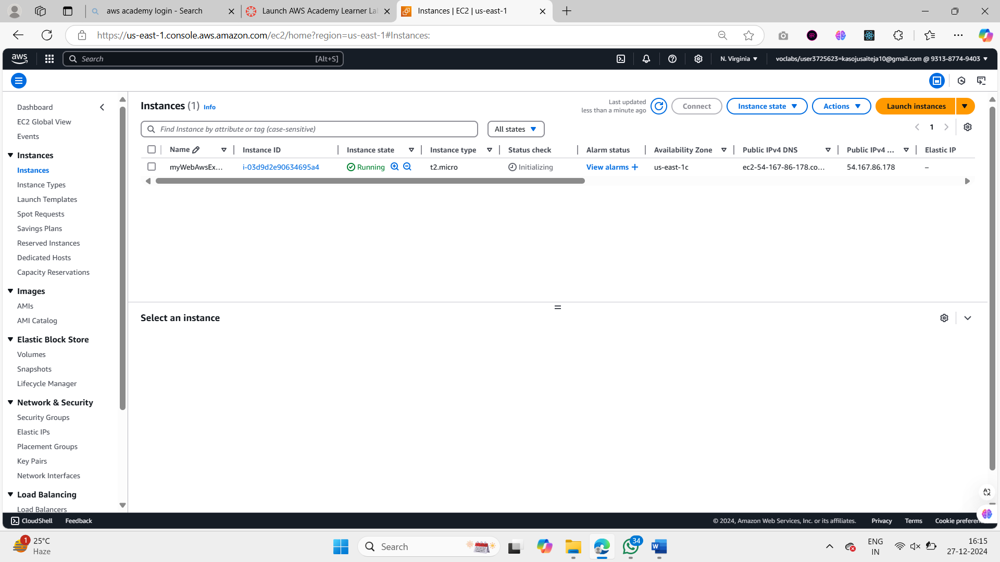 aws academy login - Search
Launch AWS Academy Learner La
Instances | EC2 | us-east-1
https://us-east-1.console.aws.amazon.com/ec2/home?region=us-east-1#Instances:
aws
Search
[Alt+S]
N. Virginia
voclabs/user3725623=kasojusaiteja10@gmail.com @ 9313-8774-9403
Dashboard
EC2 Global View
Events
Instances
Instances
Instance Types
Launch Templates
Spot Requests
Savings Plans
Reserved Instances
Dedicated Hosts
Capacity Reservations
Images
AMIs
AMI Catalog
Elastic Block Store
Volumes
Snapshots
Lifecycle Manager
Network & Security
Security Groups
Elastic IPs
Placement Groups
Key Pairs
Network Interfaces
Load Balancing
Load Balancers
Instances (1) Info
Last updated
less than a minute ago
Connect
Instance state
Actions
Launch instances
Find Instance by attribute or tag (case-sensitive)
All states
1
Name Instance ID Instance state Instance type Status check Alarm status Availability Zone Public IPv4 DNS Public IPv4 ... Elastic IP
myWebAwsEx... i-03d9d2e90634695a4 Running t2.micro Initializing View alarms + us-east-1c ec2-54-167-86-178.co... 54.167.86.178 –
Select an instance
CloudShell Feedback
© 2024, Amazon Web Services, Inc. or its affiliates. Privacy Terms Cookie preferen
1
25°C
Haze
Search
34
ENG
IN
16:15
27-12-2024